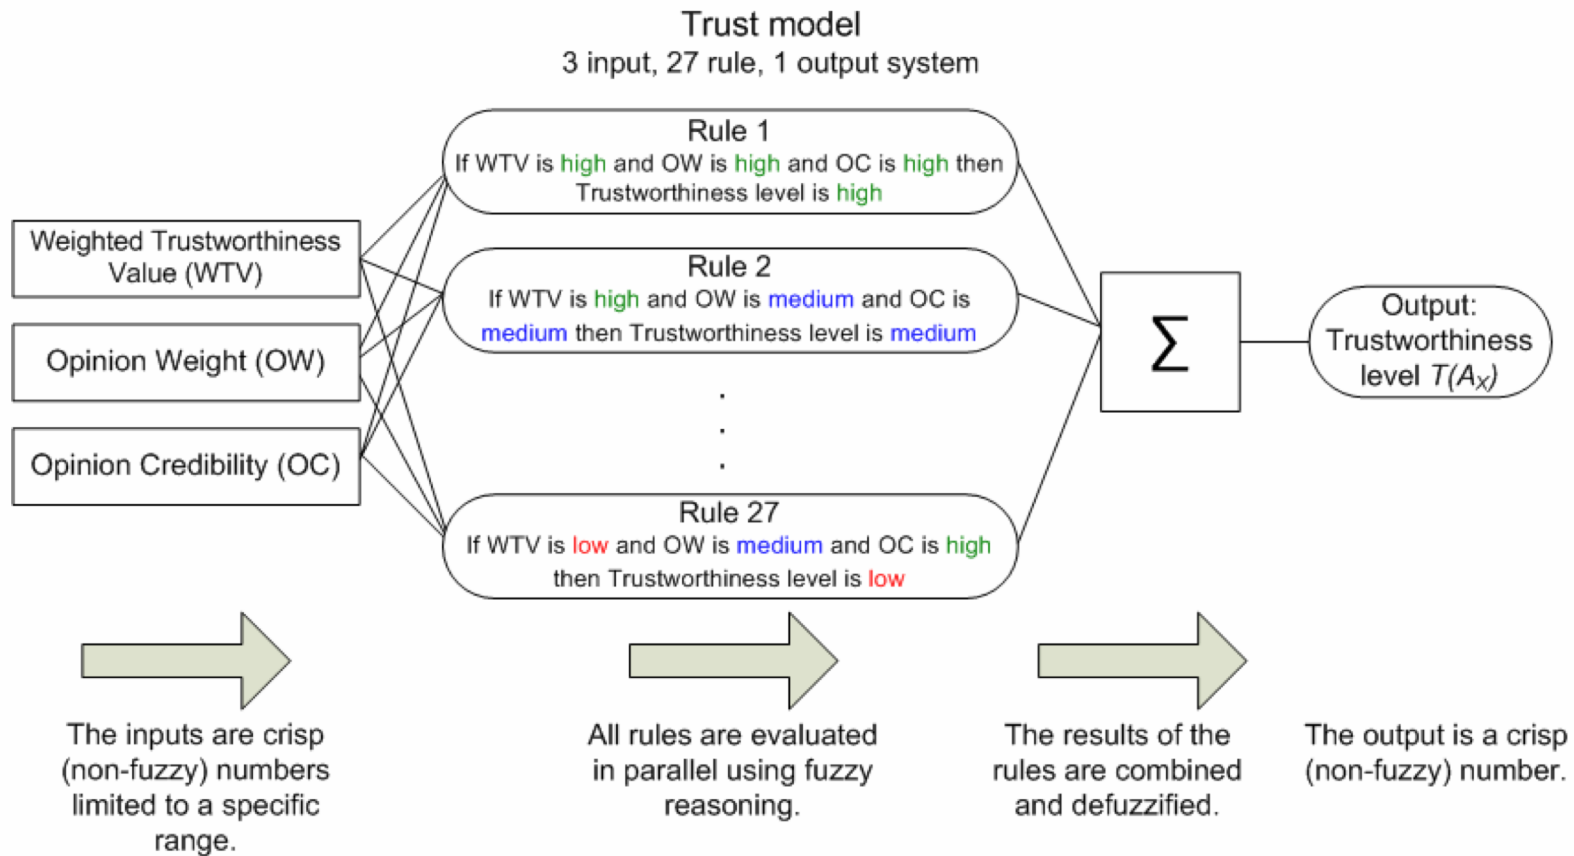 Trust model
3 input, 27 rule, 1 output system
Rule 1
If WTV is high and OW is high and OC is high then
Trustworthiness level is high
Weighted Trustworthiness
Value (WTV)
Opinion Weight (OW)
Opinion Credibility (OC)
Rule 2
If WTV is high and OW is medium and OC is
medium then Trustworthiness level is medium
.
.
.
Rule 27
If WTV is low and OW is medium and OC is high
then Trustworthiness level is low
∑
Output:
Trustworthiness
level T(Aₓ)
The inputs are crisp
(non-fuzzy) numbers
limited to a specific
range.
All rules are evaluated
in parallel using fuzzy
reasoning.
The results of the
rules are combined
and defuzzified.
The output is a crisp
(non-fuzzy) number.